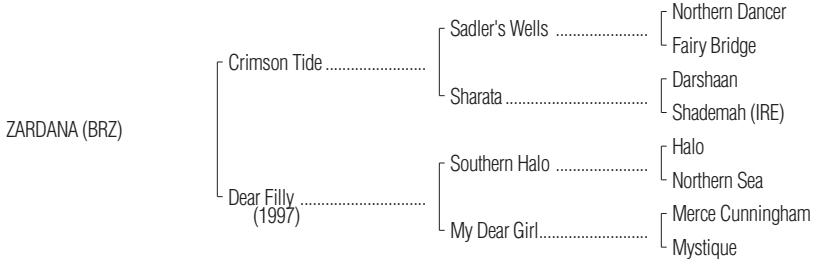 Northern Dancer
Sadler's Wells ......................
Fairy Bridge
Crimson Tide ........................
Darshaan
Sharata ..................................
Shademah (IRE)
ZARDANA (BRZ)
Halo
Southern Halo ......................
Northern Sea
Dear Filly ..............................
(1997)
Merce Cunningham
My Dear Girl..........................
Mystique